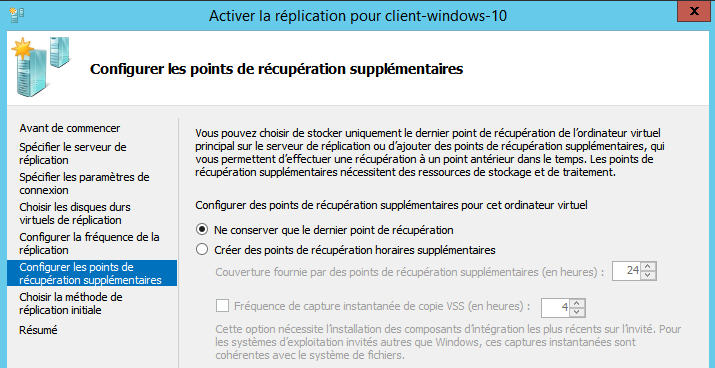 Activer la réplication pour client-windows-10
x
Configurer les points de récupération supplémentaires
Avant de commencer
Spécifier le serveur de
réplication
Spécifier les paramètres de
connexion
Choisir les disques durs
virtuels de réplication
Configurer la fréquence de la
réplication
Configurer les points de
récupération supplémentaires
Choisir la méthode de
réplication initiale
Résumé
Vous pouvez choisir de stocker uniquement le dernier point de récupération de l'ordinateur virtuel
principal sur le serveur de réplication ou d'ajouter des points de récupération supplémentaires, qui
vous permettent d'effectuer une récupération à un point antérieur dans le temps. Les points de
récupération supplémentaires nécessitent des ressources de stockage et de traitement.
Configurer des points de récupération supplémentaires pour cet ordinateur virtuel
Ne conserver que le dernier point de récupération
Créer des points de récupération horaires supplémentaires
Couverture fournie par des points de récupération supplémentaires (en heures) : 24
Fréquence de capture instantanée de copie VSS (en heures) : 4
Cette option nécessite l'installation des composants d'intégration les plus récents sur l'invité. Pour
les systèmes d'exploitation invités autres que Windows, ces captures instantanées sont
cohérentes avec le système de fichiers.